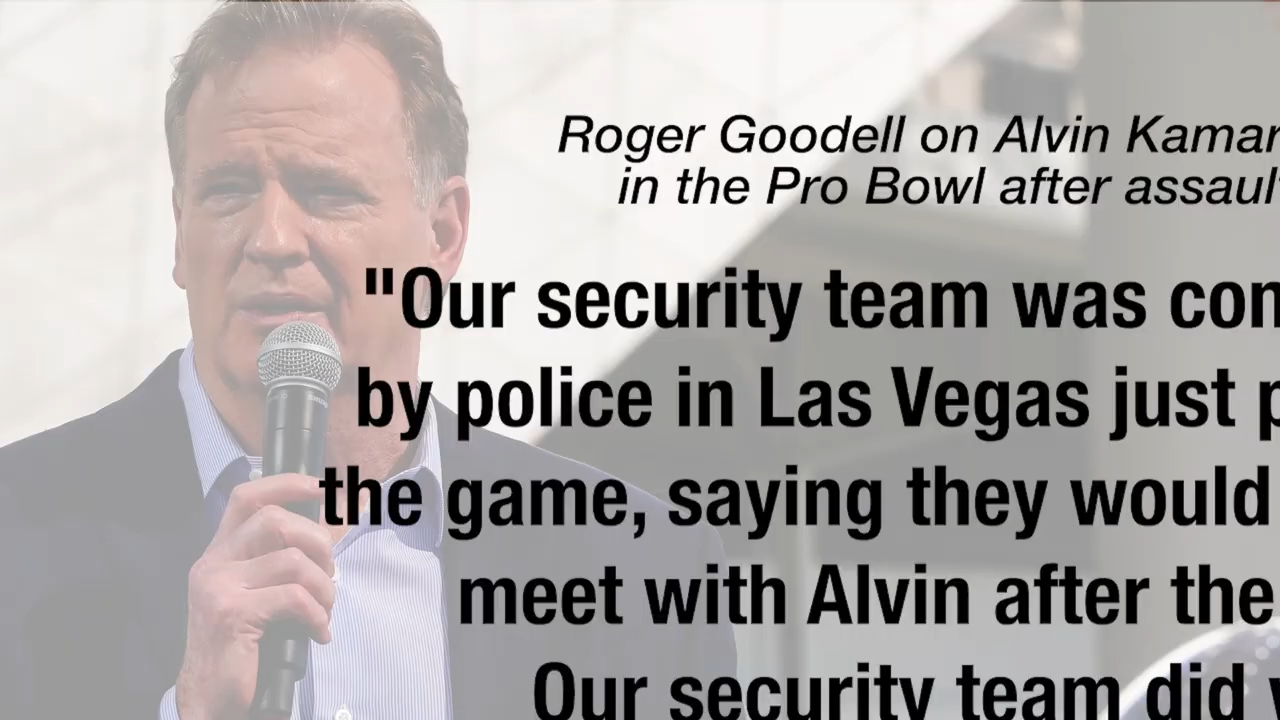 Roger Goodell on Alvin Kamar
in the Pro Bowl after assaul
"Our security team was con
by police in Las Vegas just p
the game, saying they would
meet with Alvin after the
Our security team did